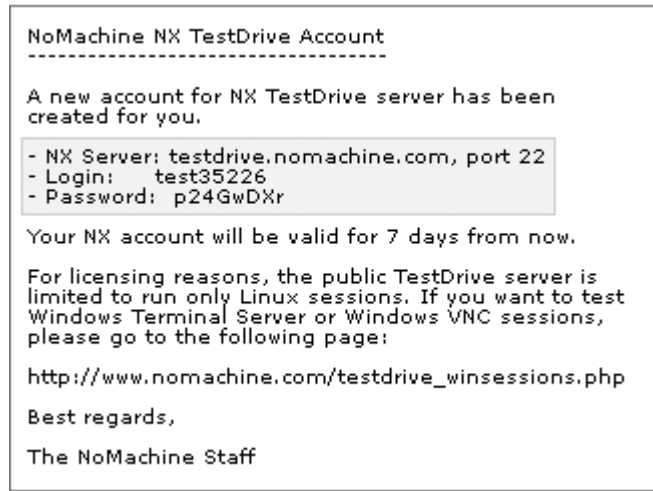 NoMachine NX TestDrive Account
-----------------------------------
A new account for NX TestDrive server has been
created for you.
- NX Server: testdrive.nomachine.com, port 22
- Login: test35226
- Password: p24GwDXr
Your NX account will be valid for 7 days from now.
For licensing reasons, the public TestDrive server is
limited to run only Linux sessions. If you want to test
Windows Terminal Server or Windows VNC sessions,
please go to the following page:
http://www.nomachine.com/testdrive_winsessions.php
Best regards,
The NoMachine Staff